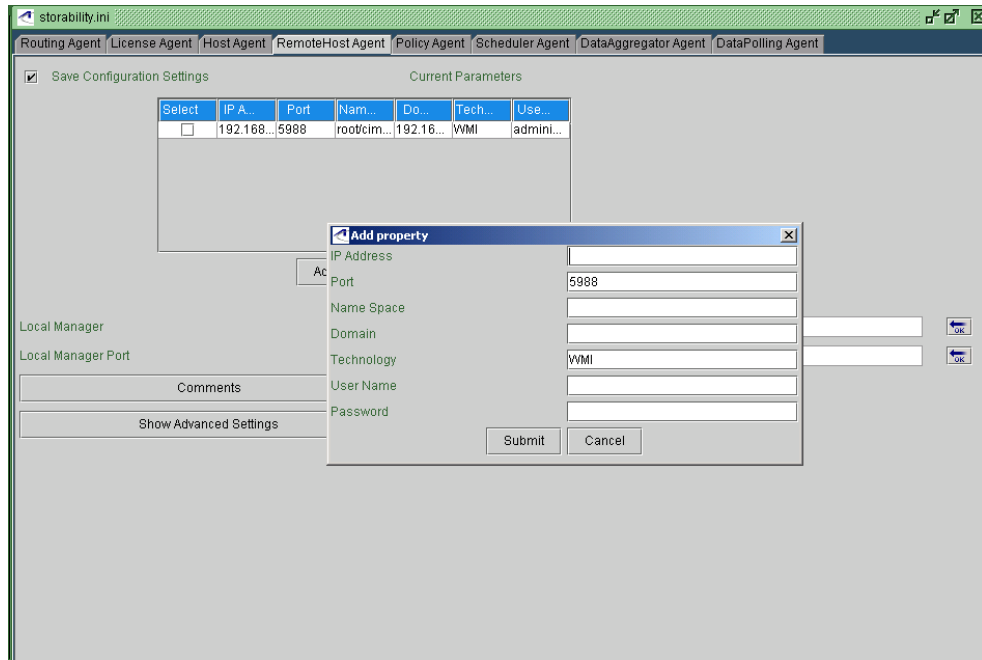 storability.ini
Routing Agent License Agent Host Agent RemoteHost Agent Policy Agent Scheduler Agent DataAggregator Agent DataPolling Agent
Save Configuration Settings Current Parameters
Select IP A... Port Nam... Do... Tech... Use...
192.168... 5988 root/cim... 192.16... WMI admini...
Add property
IP Address
Ac
Port 5988
Name Space
Local Manager
Domain
Local Manager Port
Technology WMI
Comments
User Name
Password
Show Advanced Settings
Submit Cancel
OK
OK